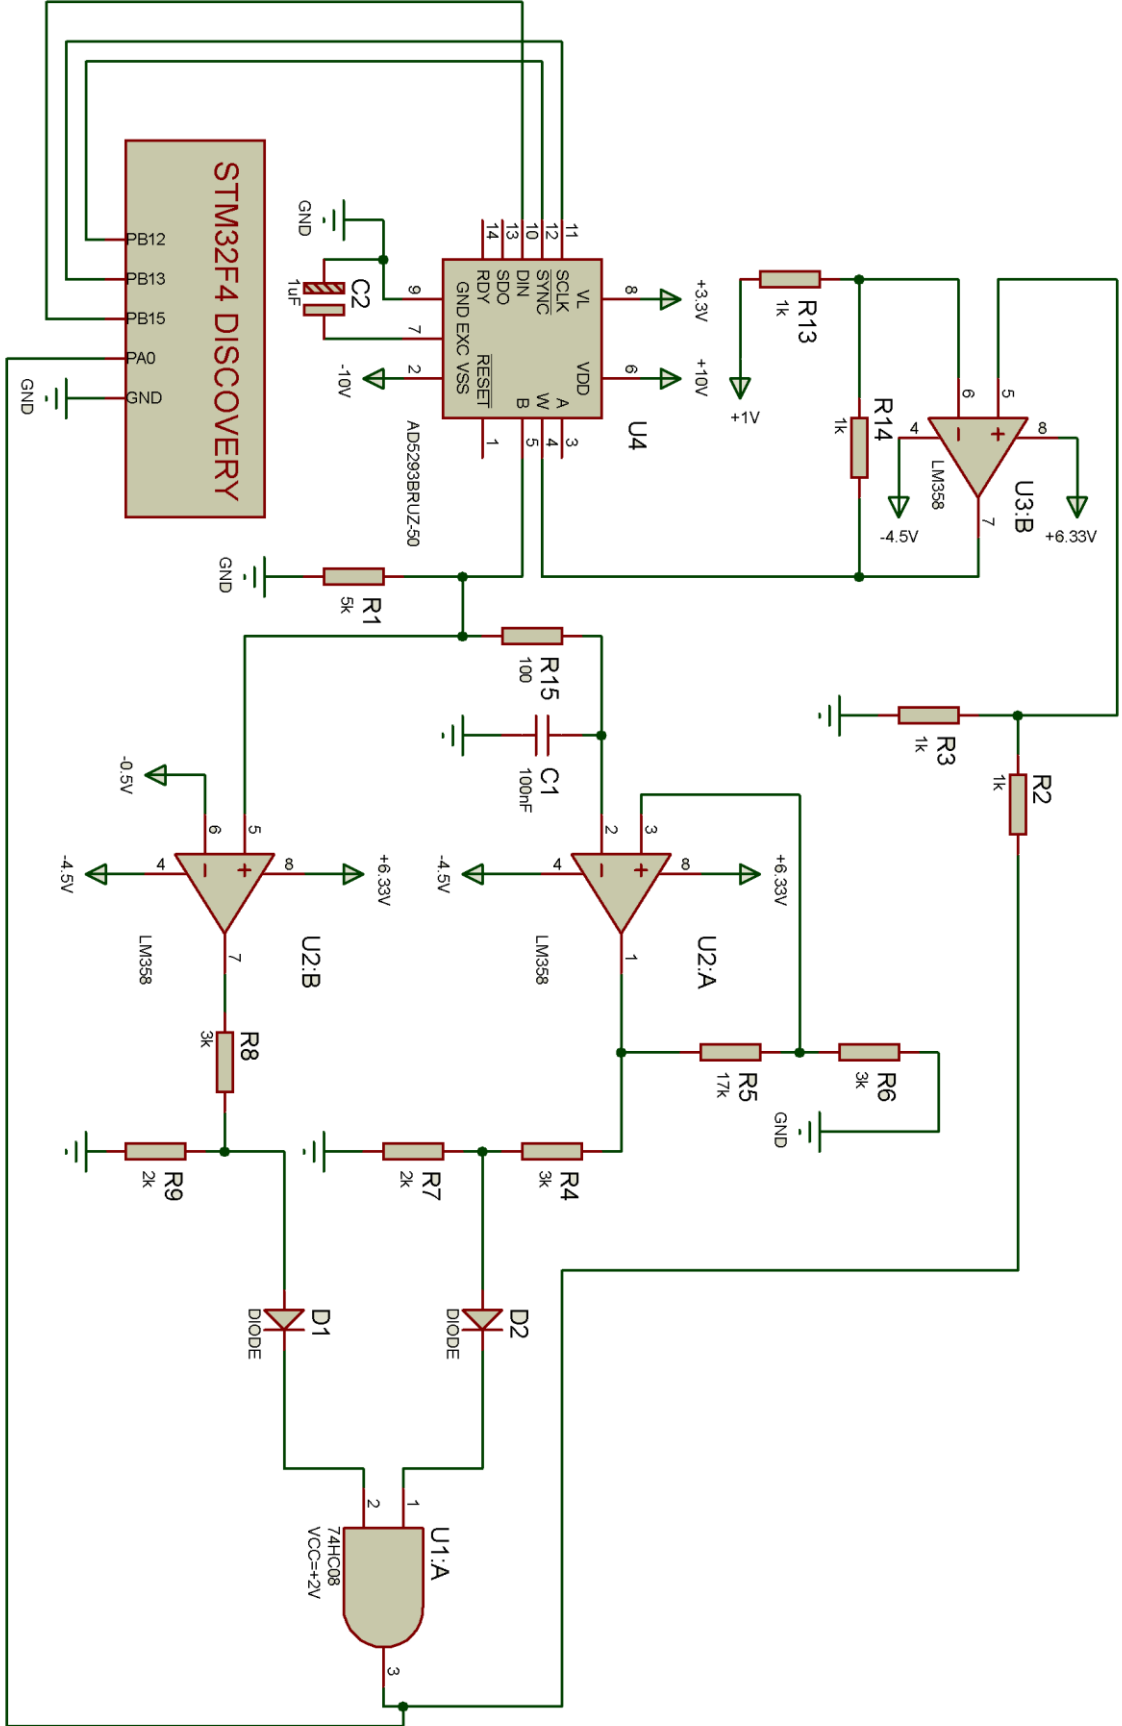 STM32F4 DISCOVERY
PB12
PB13
PB15
PA0
GND
GND
GND
C2
1uF
14
13
10
12
11
RDY
SDO
DIN
SYNC
SCLK
9
GND
7
EXC
2
VSS
-10V
RESET
1
B
5
W
4
A
3
VL
8
+3.3V
VDD
6
+10V
U4
AD5293BRUZ-50
R13
1k
+1V
R14
1k
6
5
4
8
7
-4.5V
+6.33V
LM358
U3:B
GND
R1
5k
R15
100
C1
100nF
R3
1k
R2
1k
-0.5V
6
5
4
8
7
-4.5V
+6.33V
LM358
U2:B
2
3
4
8
1
-4.5V
+6.33V
LM358
U2:A
R8
3k
R5
17k
R6
3k
GND
R9
2k
R7
2k
R4
3k
D1
DIODE
D2
DIODE
2
1
3
U1:A
74HC08
VCC=+2V